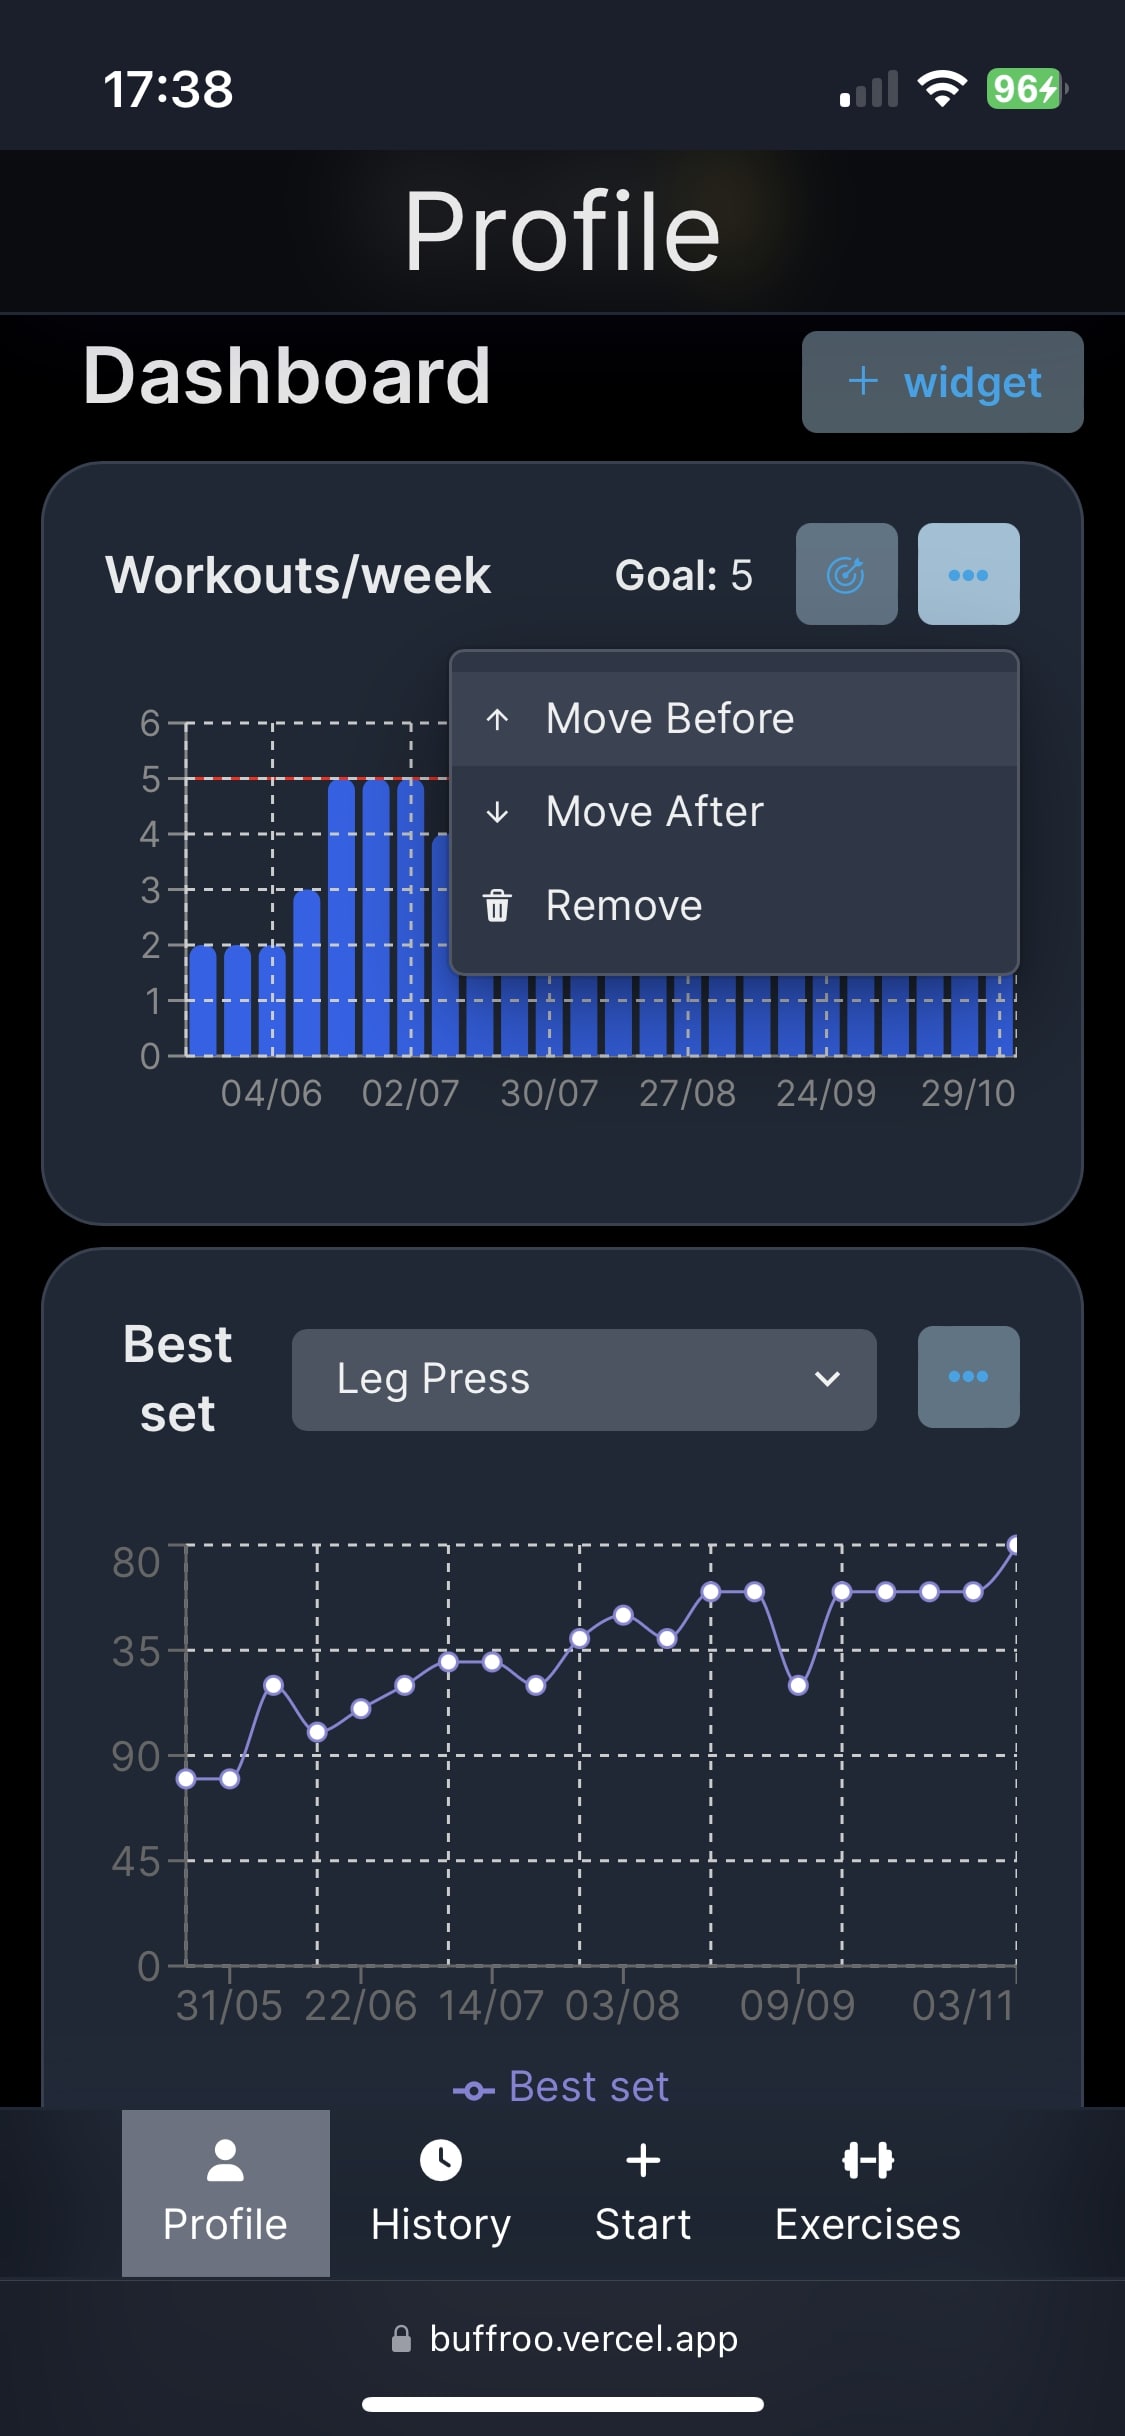 17:38
96
Profile
Dashboard
+ widget
Workouts/week
Goal: 5
Move Before
Move After
Remove
6
5
4
3
2
1
0
04/06 02/07 30/07 27/08 24/09 29/10
Best
set
Leg Press
80
35
90
45
0
31/05 22/06 14/07 03/08 09/09 03/11
Best set
Profile History Start Exercises
buffroo.vercel.app